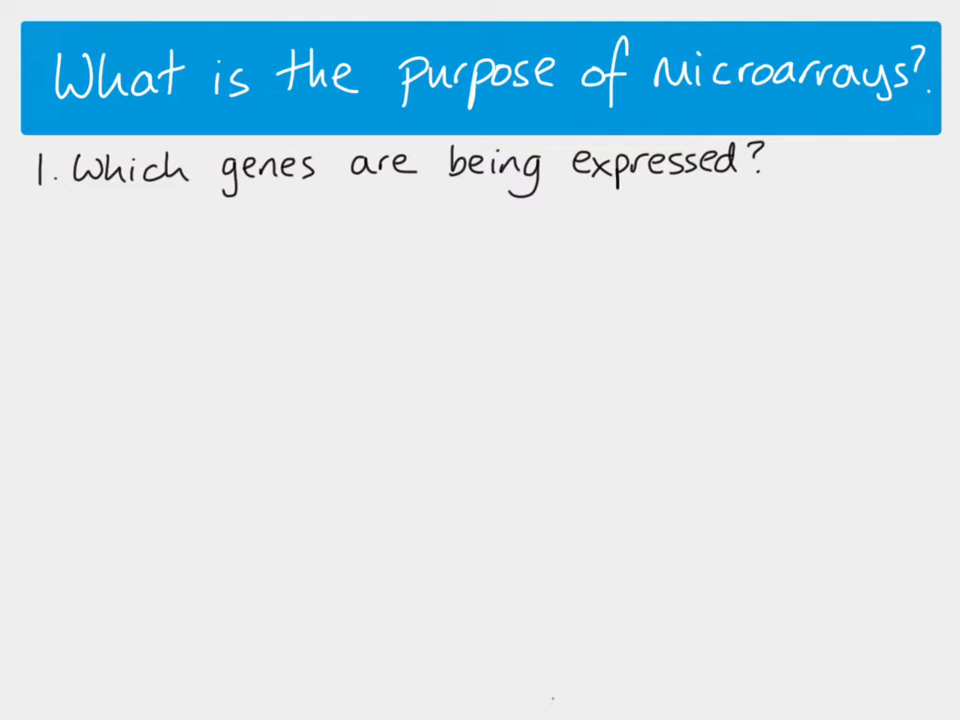 What is the purpose of microarrays?
1. Which genes are being expressed?